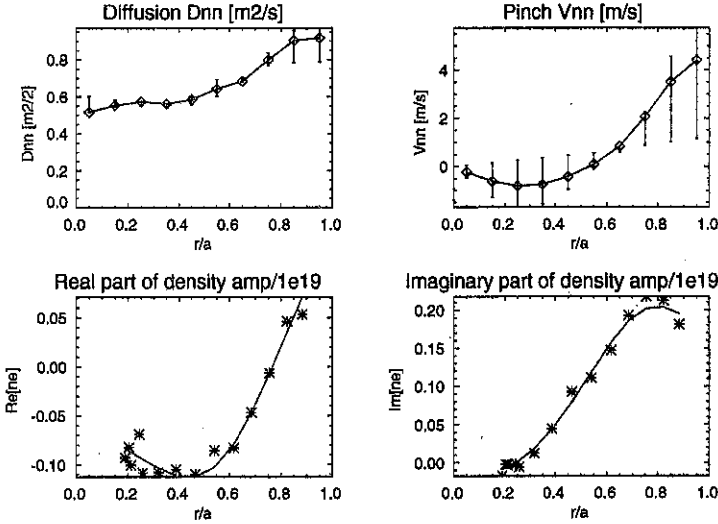 Diffusion Dnn [m2/s]
Dnn [m2/2]
0.8
0.6
0.4
0.2
0.0
0.0 0.2 0.4 0.6 0.8 1.0
r/a
Pinch Vnn [m/s]
Vnn [m/s]
4
2
0
0.0 0.2 0.4 0.6 0.8 1.0
r/a
Real part of density amp/1e19
Re[ne]
0.05
0.00
-0.05
-0.10
0.0 0.2 0.4 0.6 0.8 1.0
r/a
Imaginary part of density amp/1e19
Im[ne]
0.20
0.15
0.10
0.05
0.00
0.0 0.2 0.4 0.6 0.8 1.0
r/a